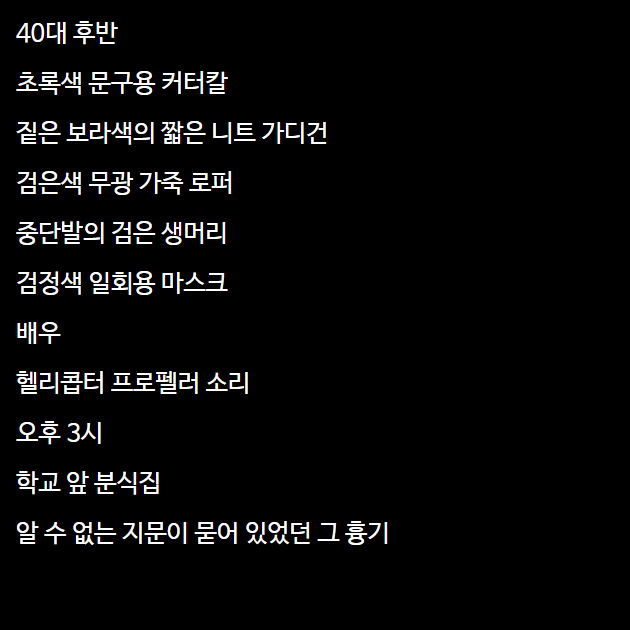 40대 후반
초록색 문구용 커터칼
짙은 보라색의 짧은 니트 가디건
검은색 무광 가죽 로퍼
중단발의 검은 생머리
검정색 일회용 마스크
배우
헬리콥터 프로펠러 소리
오후 3시
학교 앞 분식집
알 수 없는 지문이 묻어 있었던 그 흉기